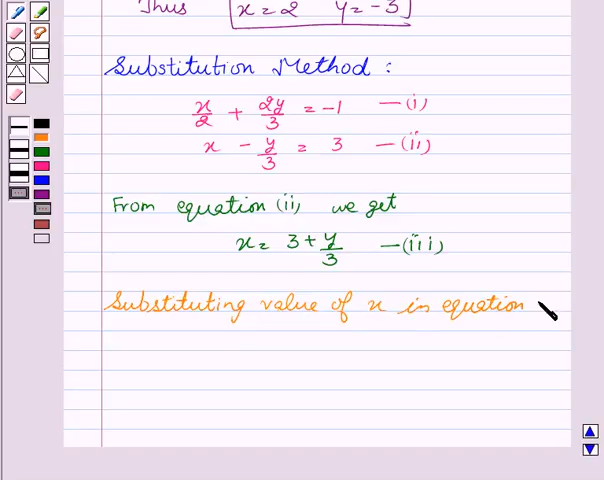 Thus x = 2 y = -3
Substitution Method :
x/2 + 2y/3 = -1 —(i)
x - y/3 = 3 —(ii)
From equation (ii) we get
x = 3 + y/3 —(iii)
Substituting value of x in equation